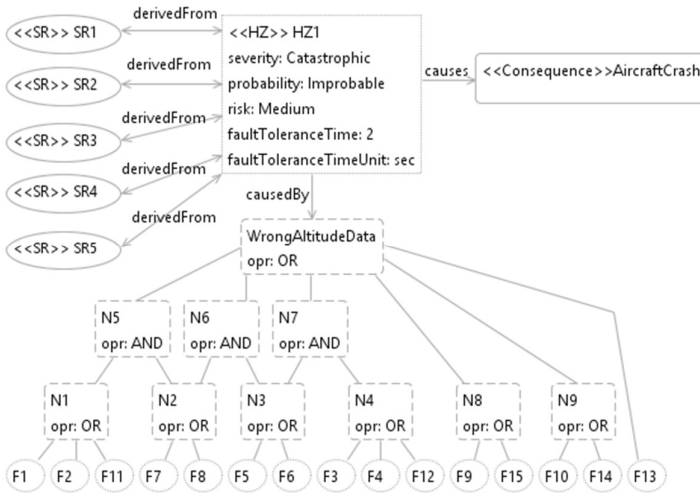 <<SR>> SR1
<<SR>> SR2
<<SR>> SR3
<<SR>> SR4
<<SR>> SR5
derivedFrom
derivedFrom
derivedFrom
derivedFrom
derivedFrom
<<HZ>> HZ1
severity: Catastrophic
probability: Improbable
risk: Medium
faultToleranceTime: 2
faultToleranceTimeUnit: sec
causes
<<Consequence>>AircraftCrash
causedBy
WrongAltitudeData
opr: OR
N5
opr: AND
N6
opr: AND
N7
opr: AND
N1
opr: OR
N2
opr: OR
N3
opr: OR
N4
opr: OR
N8
opr: OR
N9
opr: OR
F1
F2
F11
F7
F8
F5
F6
F3
F4
F12
F9
F15
F10
F14
F13